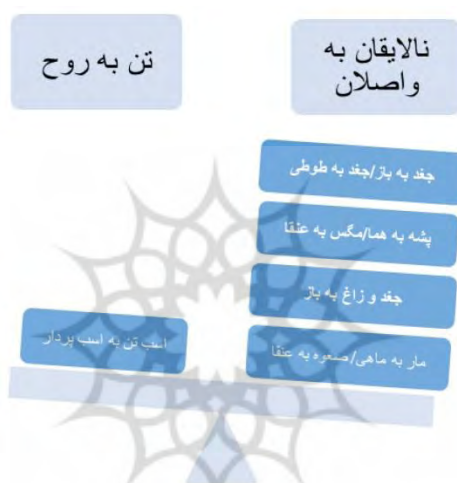 نالایقان به
واصلان
تن به روح
جغد به باز/جغد به طوطی
پشه به هما/مگس به عنقا
جغد و زاغ به باز
مار به ماهی/صعوه به عنقا
اسب تن به اسب پردار